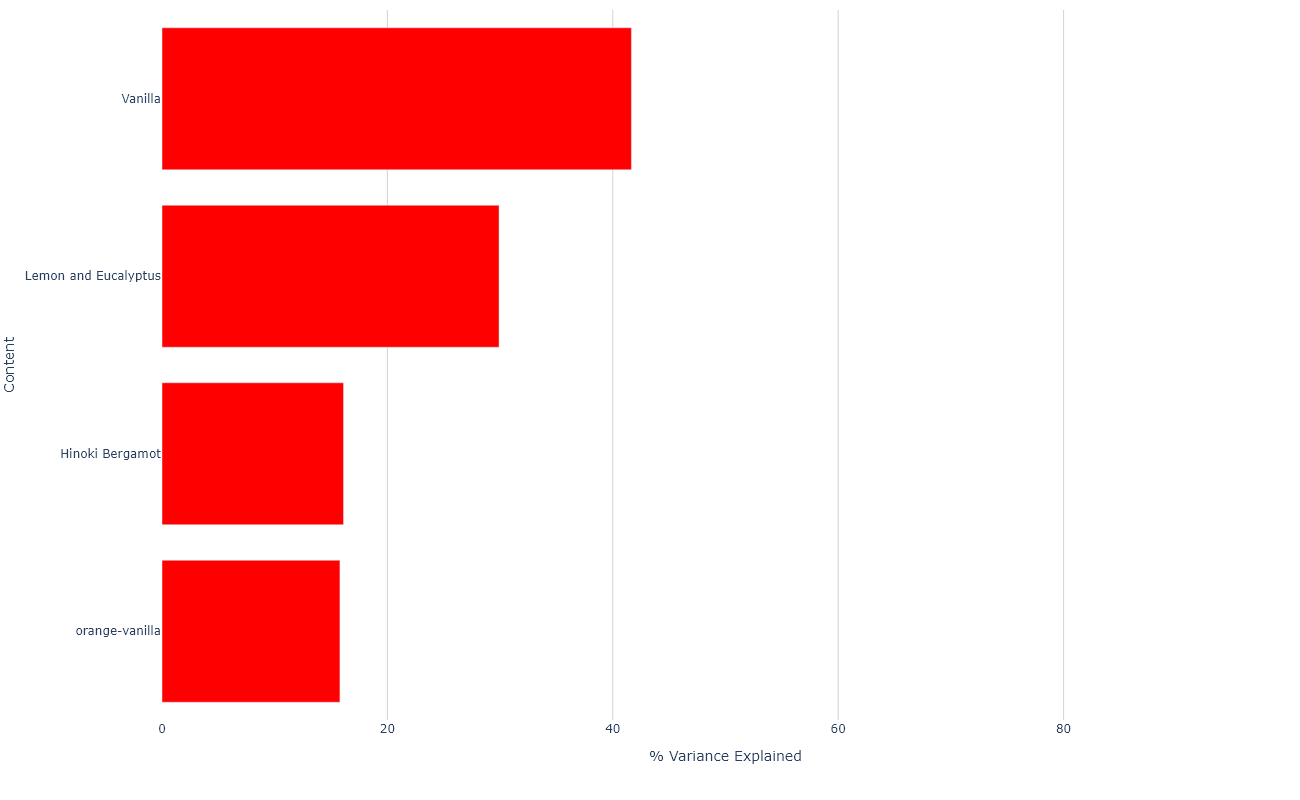 Vanilla
Lemon and Eucalyptus
Hinoki Bergamot
orange-vanilla
Content
0 20 40 60 80
% Variance Explained